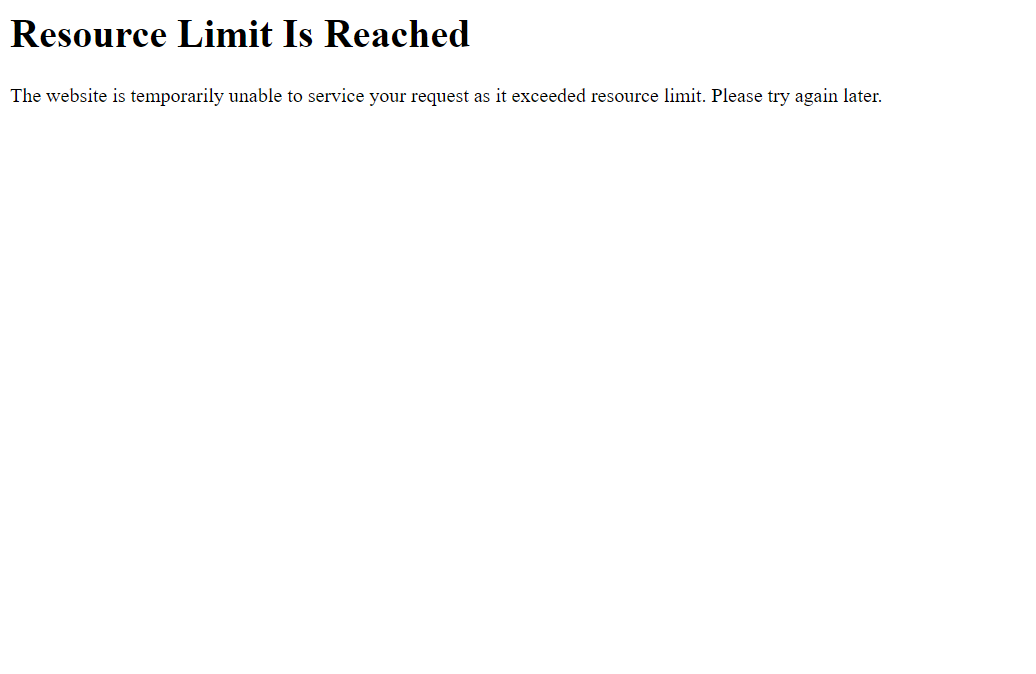 Resource Limit Is Reached
The website is temporarily unable to service your request as it exceeded resource limit. Please try again later.